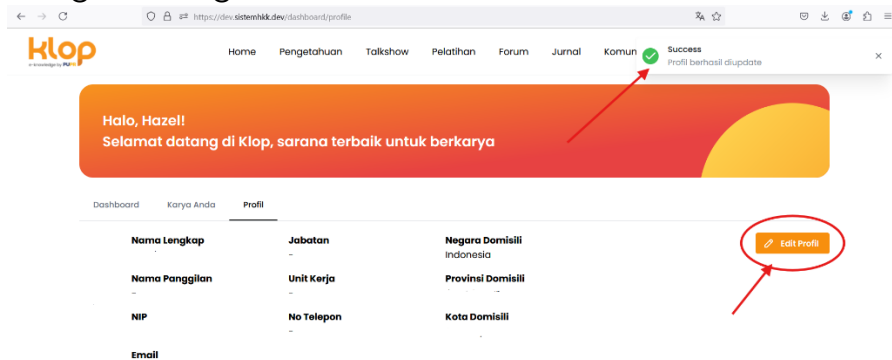 https://dev.sistemhkk.dev/dashboard/profile
klop
Home Pengetahuan Talkshow Pelatihan Forum Jurnal Komun
Success
Profil berhasil diupdate
Halo, Hazel!
Selamat datang di Klop, sarana terbaik untuk berkarya
Dashboard Karya Anda Profil
Nama Lengkap Jabatan Negara Domisili
- Indonesia
Edit Profil
Nama Panggilan Unit Kerja Provinsi Domisili
- -
NIP No Telepon Kota Domisili
-
Email